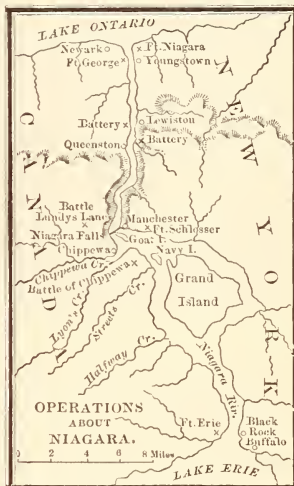 LAKE ONTARIO
Newark
Ft. Niagara
Ft. George
Youngstown
NEW YORK
CANADA
Battery
Lewiston
Queenston
Battery
Battle
Lundys Lane
Manchester
Ft. Schlosser
Niagara Fall
Goat I.
Chippewa
Navy I.
Chippewa Cr.
Battle of Chippewa
Grand
Island
Lyon's Cr.
Streets Cr.
Halfway Cr.
Niagara Riv.
OPERATIONS
ABOUT
NIAGARA.
0 2 4 6 8 Miles
Ft. Erie
Black
Rock
Buffalo
LAKE ERIE